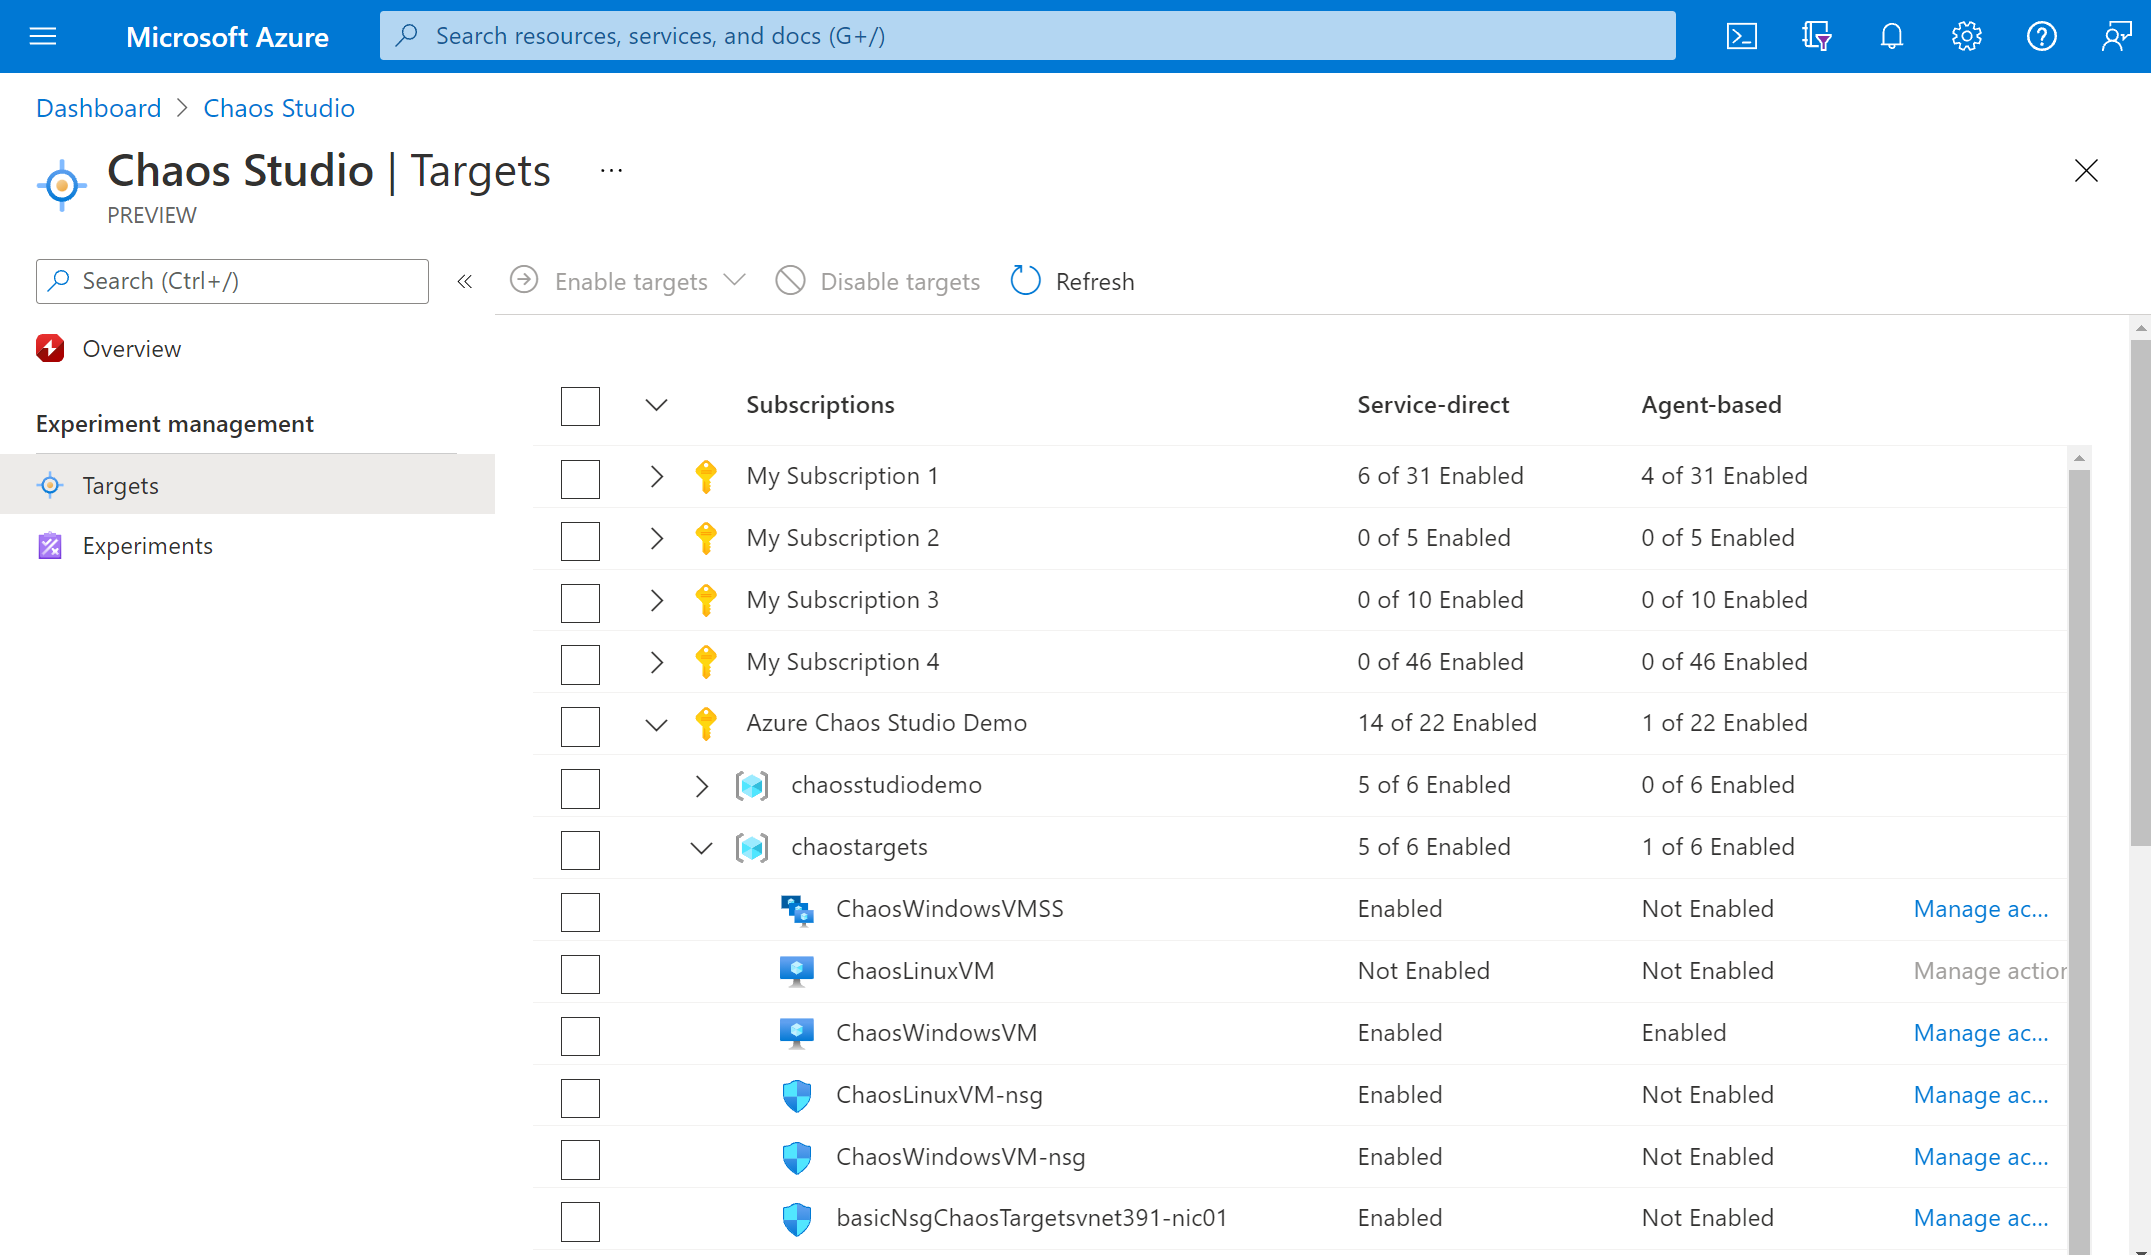 Microsoft Azure
Search resources, services, and docs (G+/)
Dashboard > Chaos Studio
Chaos Studio | Targets ...
PREVIEW
Search (Ctrl+/)
«
Enable targets
Disable targets
Refresh
Overview
Experiment management
Targets
Experiments
Subscriptions Service-direct Agent-based
My Subscription 1 6 of 31 Enabled 4 of 31 Enabled
My Subscription 2 0 of 5 Enabled 0 of 5 Enabled
My Subscription 3 0 of 10 Enabled 0 of 10 Enabled
My Subscription 4 0 of 46 Enabled 0 of 46 Enabled
Azure Chaos Studio Demo 14 of 22 Enabled 1 of 22 Enabled
chaosstudiodemo 5 of 6 Enabled 0 of 6 Enabled
chaostargets 5 of 6 Enabled 1 of 6 Enabled
ChaosWindowsVMSS Enabled Not Enabled Manage ac...
ChaosLinuxVM Not Enabled Not Enabled Manage action
ChaosWindowsVM Enabled Enabled Manage ac...
ChaosLinuxVM-nsg Enabled Not Enabled Manage ac...
ChaosWindowsVM-nsg Enabled Not Enabled Manage ac...
basicNsgChaosTargetsvnet391-nic01 Enabled Not Enabled Manage ac...